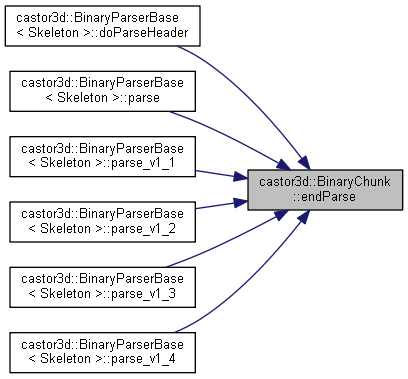 castor3d::BinaryParserBase
< Skeleton >::doParseHeader
castor3d::BinaryParserBase
< Skeleton >::parse
castor3d::BinaryParserBase
< Skeleton >::parse_v1_1
castor3d::BinaryChunk
::endParse
castor3d::BinaryParserBase
< Skeleton >::parse_v1_2
castor3d::BinaryParserBase
< Skeleton >::parse_v1_3
castor3d::BinaryParserBase
< Skeleton >::parse_v1_4